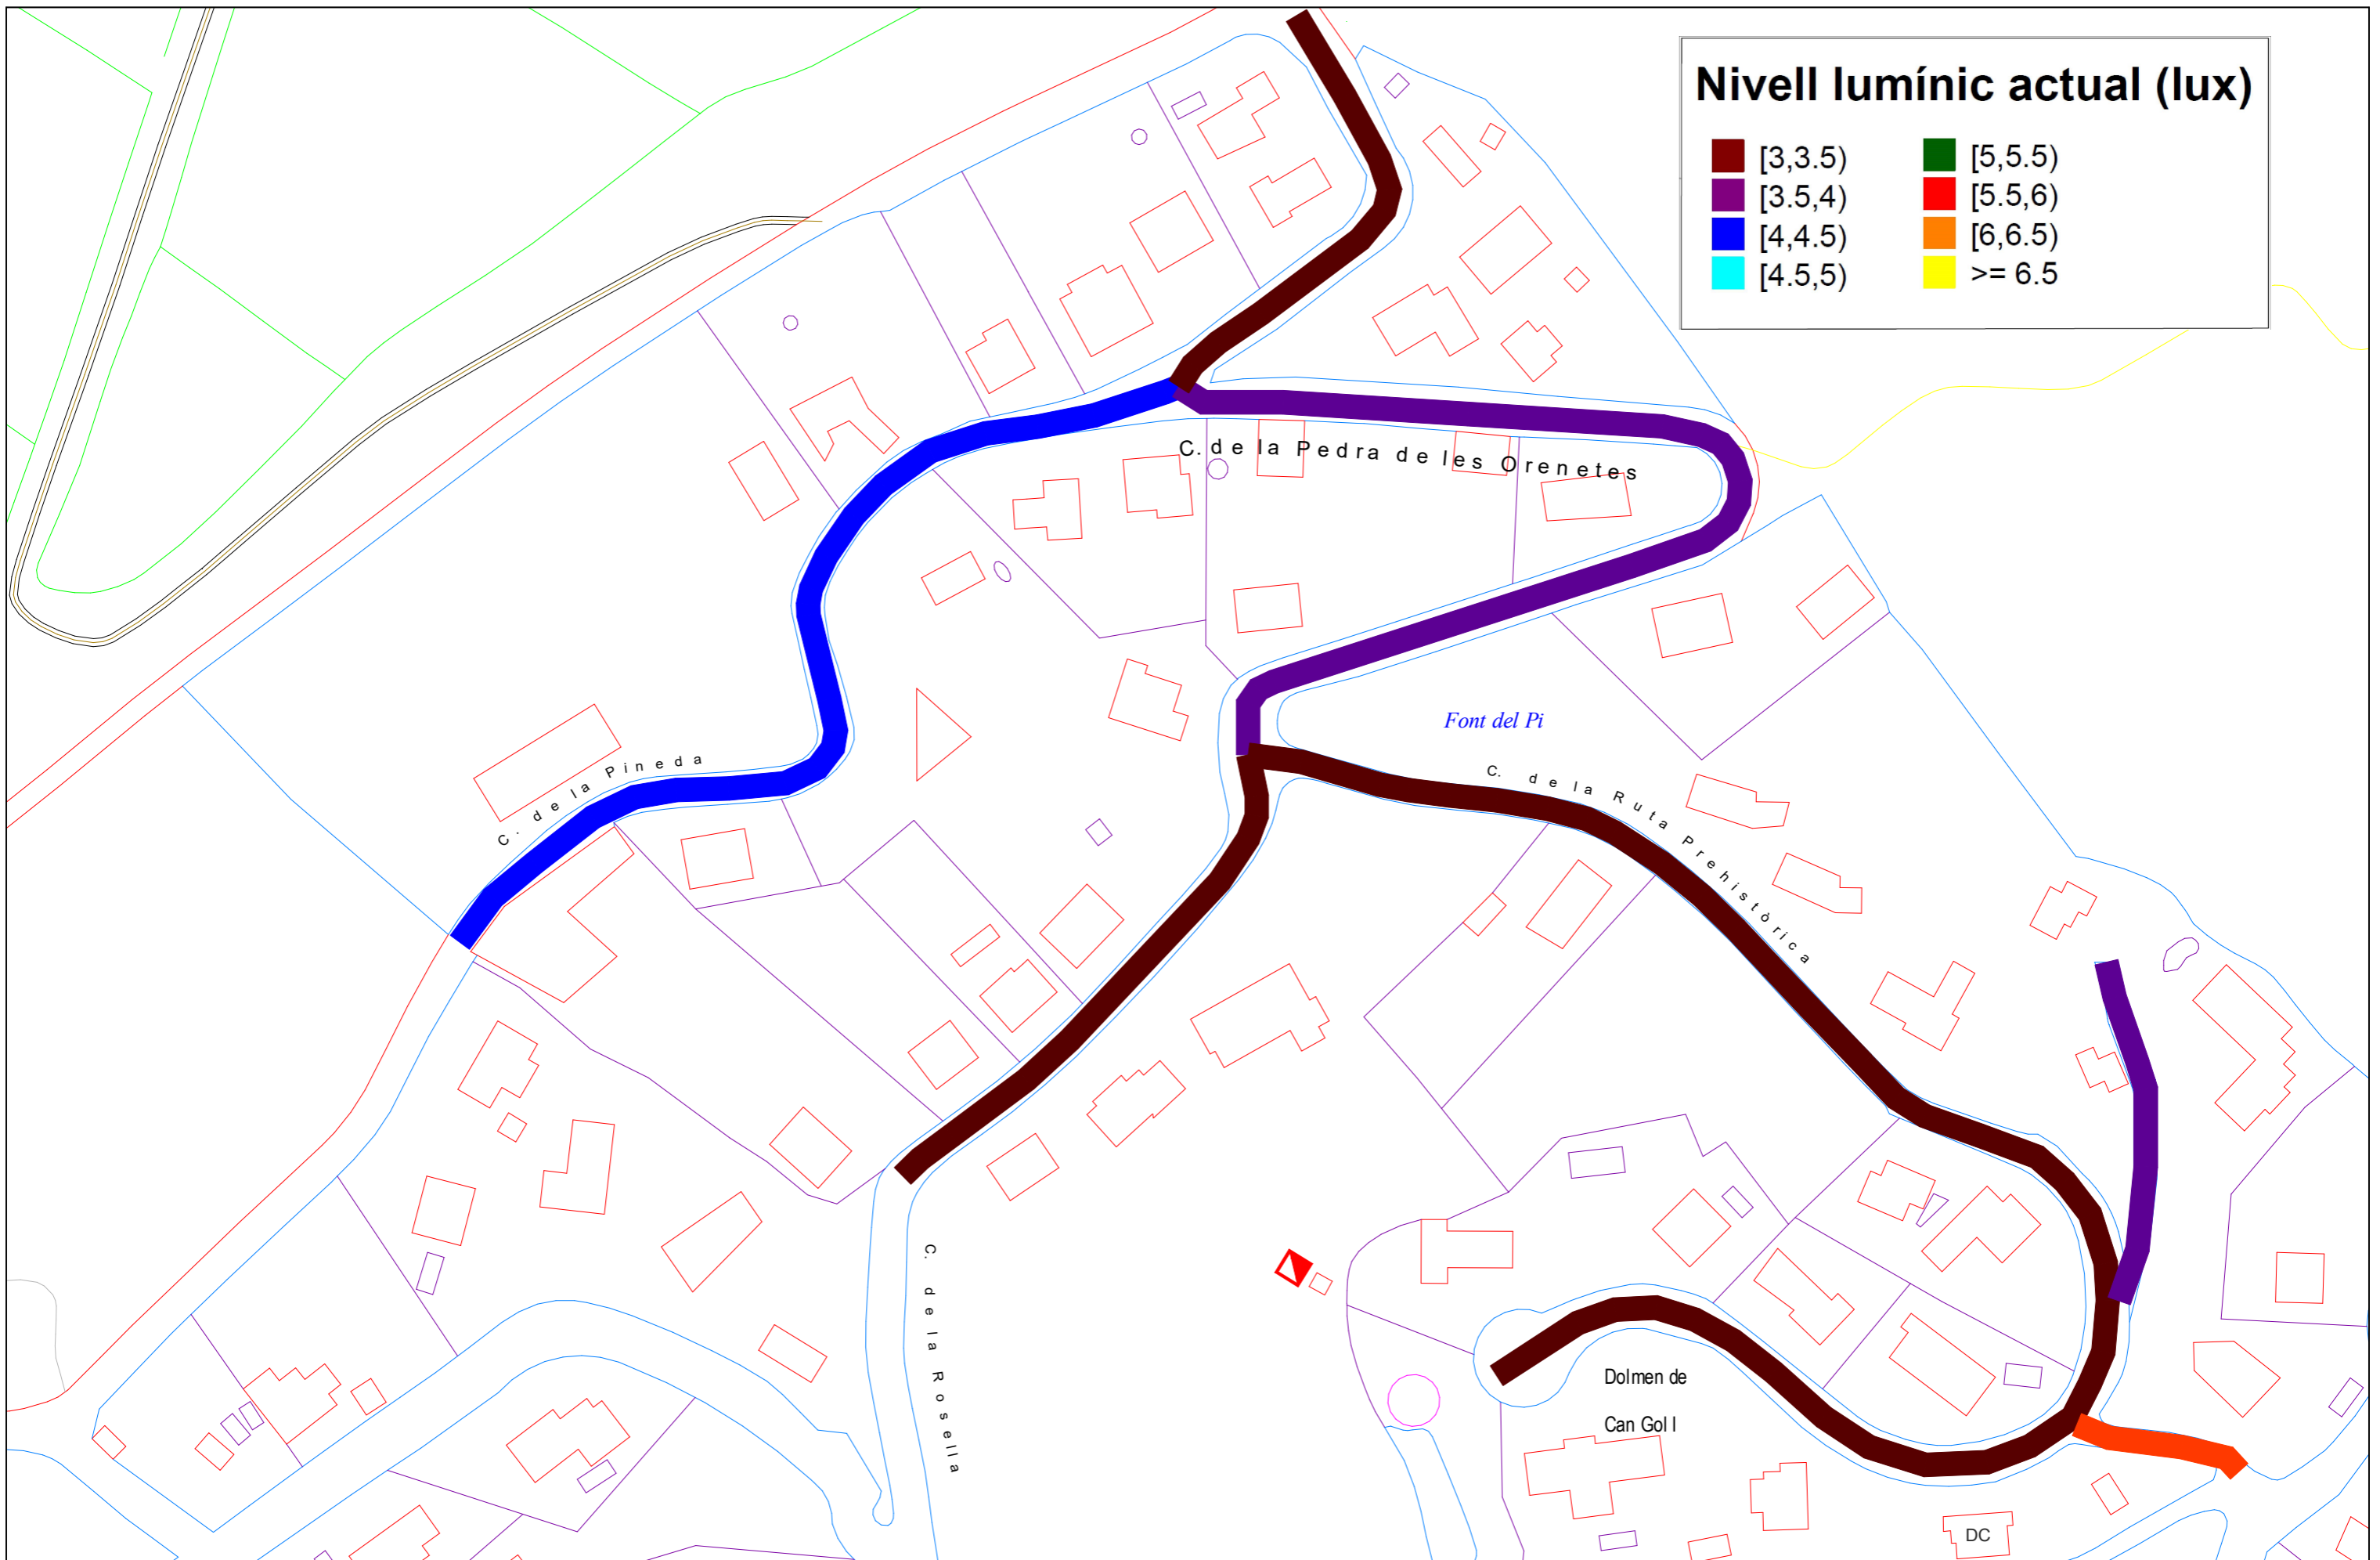 Nivell lumínic actual (lux)
[3,3.5)
[3.5,4)
[4,4.5)
[4.5,5)
[5,5.5)
[5.5,6)
[6,6.5)
>= 6.5
C. de la Pedra de les Orenetes
Font del Pi
C. de la Pineda
C. de la Ruta Prehistòrica
C. de la Rosella
Dolmen de
Can Gol I
DC